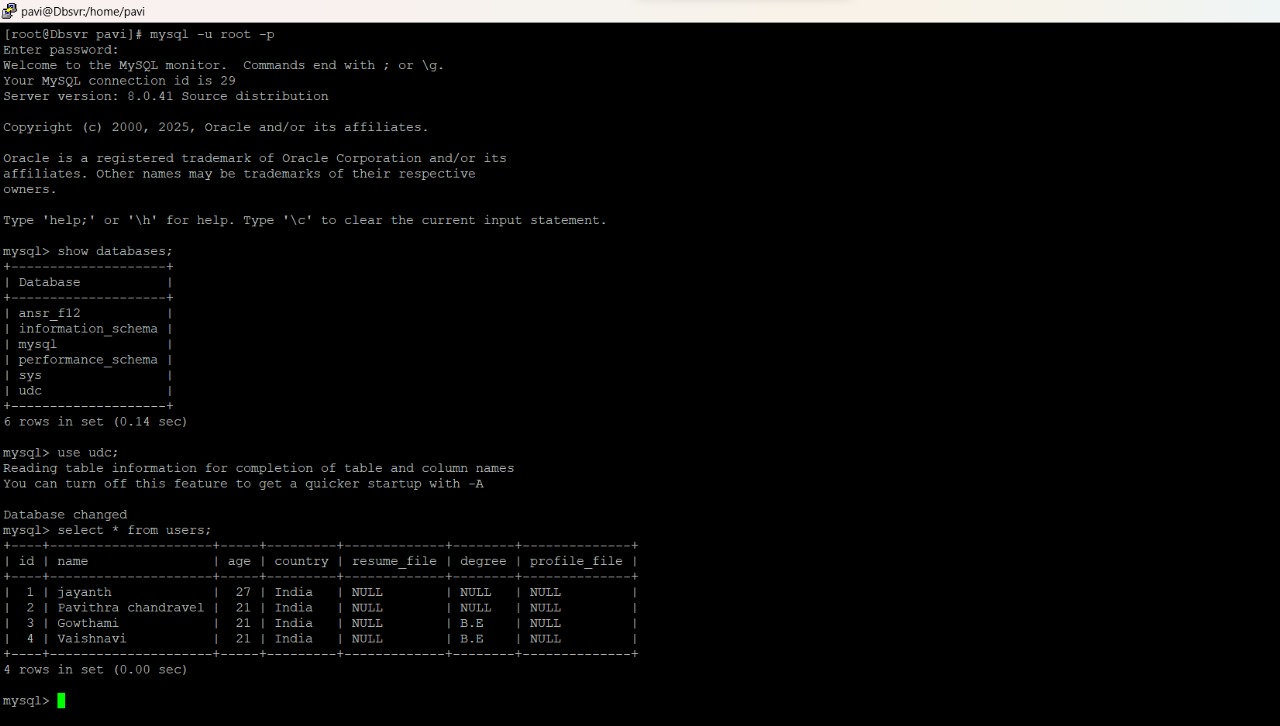 pavi@Dbsvr:/home/pavi
[root@Dbsvr pavi]# mysql -u root -p
Enter password:
Welcome to the MySQL monitor.  Commands end with ; or \g.
Your MySQL connection id is 29
Server version: 8.0.41 Source distribution

Copyright (c) 2000, 2025, Oracle and/or its affiliates.

Oracle is a registered trademark of Oracle Corporation and/or its
affiliates. Other names may be trademarks of their respective
owners.

Type 'help;' or '\h' for help. Type '\c' to clear the current input statement.

mysql> show databases;
+--------------------+
| Database           |
+--------------------+
| ansr_f12           |
| information_schema |
| mysql              |
| performance_schema |
| sys                |
| udc                |
+--------------------+
6 rows in set (0.14 sec)

mysql> use udc;
Reading table information for completion of table and column names
You can turn off this feature to get a quicker startup with -A

Database changed
mysql> select * from users;
+----+---------------------+-----+---------+-------------+--------+--------------+
| id | name                | age | country | resume_file | degree | profile_file |
+----+---------------------+-----+---------+-------------+--------+--------------+
|  1 | jayanth             |  27 | India   | NULL        | NULL   | NULL         |
|  2 | Pavithra chandravel |  21 | India   | NULL        | NULL   | NULL         |
|  3 | Gowthami            |  21 | India   | NULL        | B.E    | NULL         |
|  4 | Vaishnavi           |  21 | India   | NULL        | B.E    | NULL         |
+----+---------------------+-----+---------+-------------+--------+--------------+
4 rows in set (0.00 sec)

mysql>